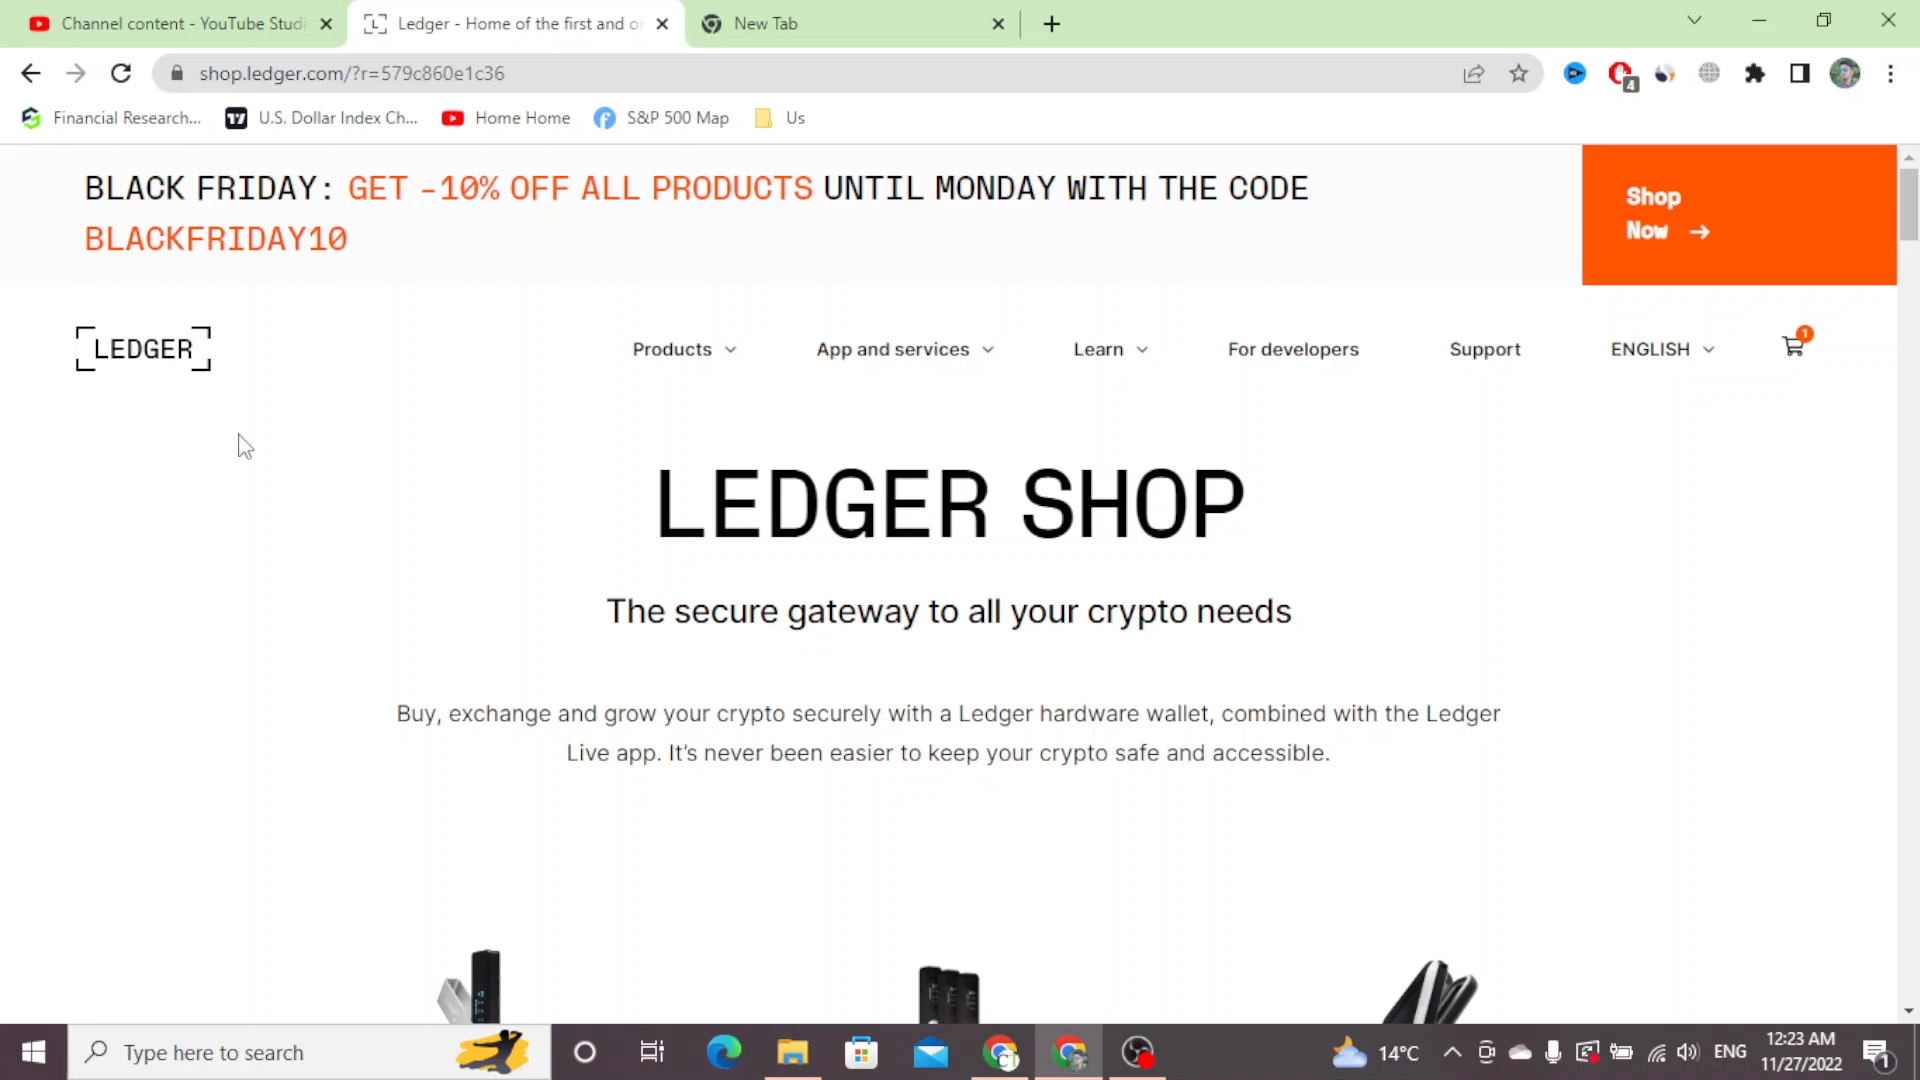 Channel content - YouTube Studi
Ledger - Home of the first and o
New Tab
shop.ledger.com/?r=579c860e1c36
4
Financial Research...
U.S. Dollar Index Ch...
Home Home
S&P 500 Map
Us
BLACK FRIDAY: GET -10% OFF ALL PRODUCTS UNTIL MONDAY WITH THE CODE
BLACKFRIDAY10
Shop
Now →
LEDGER
Products
App and services
Learn
For developers
Support
ENGLISH
1
LEDGER SHOP
The secure gateway to all your crypto needs
Buy, exchange and grow your crypto securely with a Ledger hardware wallet, combined with the Ledger
Live app. It's never been easier to keep your crypto safe and accessible.
Type here to search
14°C
ENG
12:23 AM
11/27/2022
1